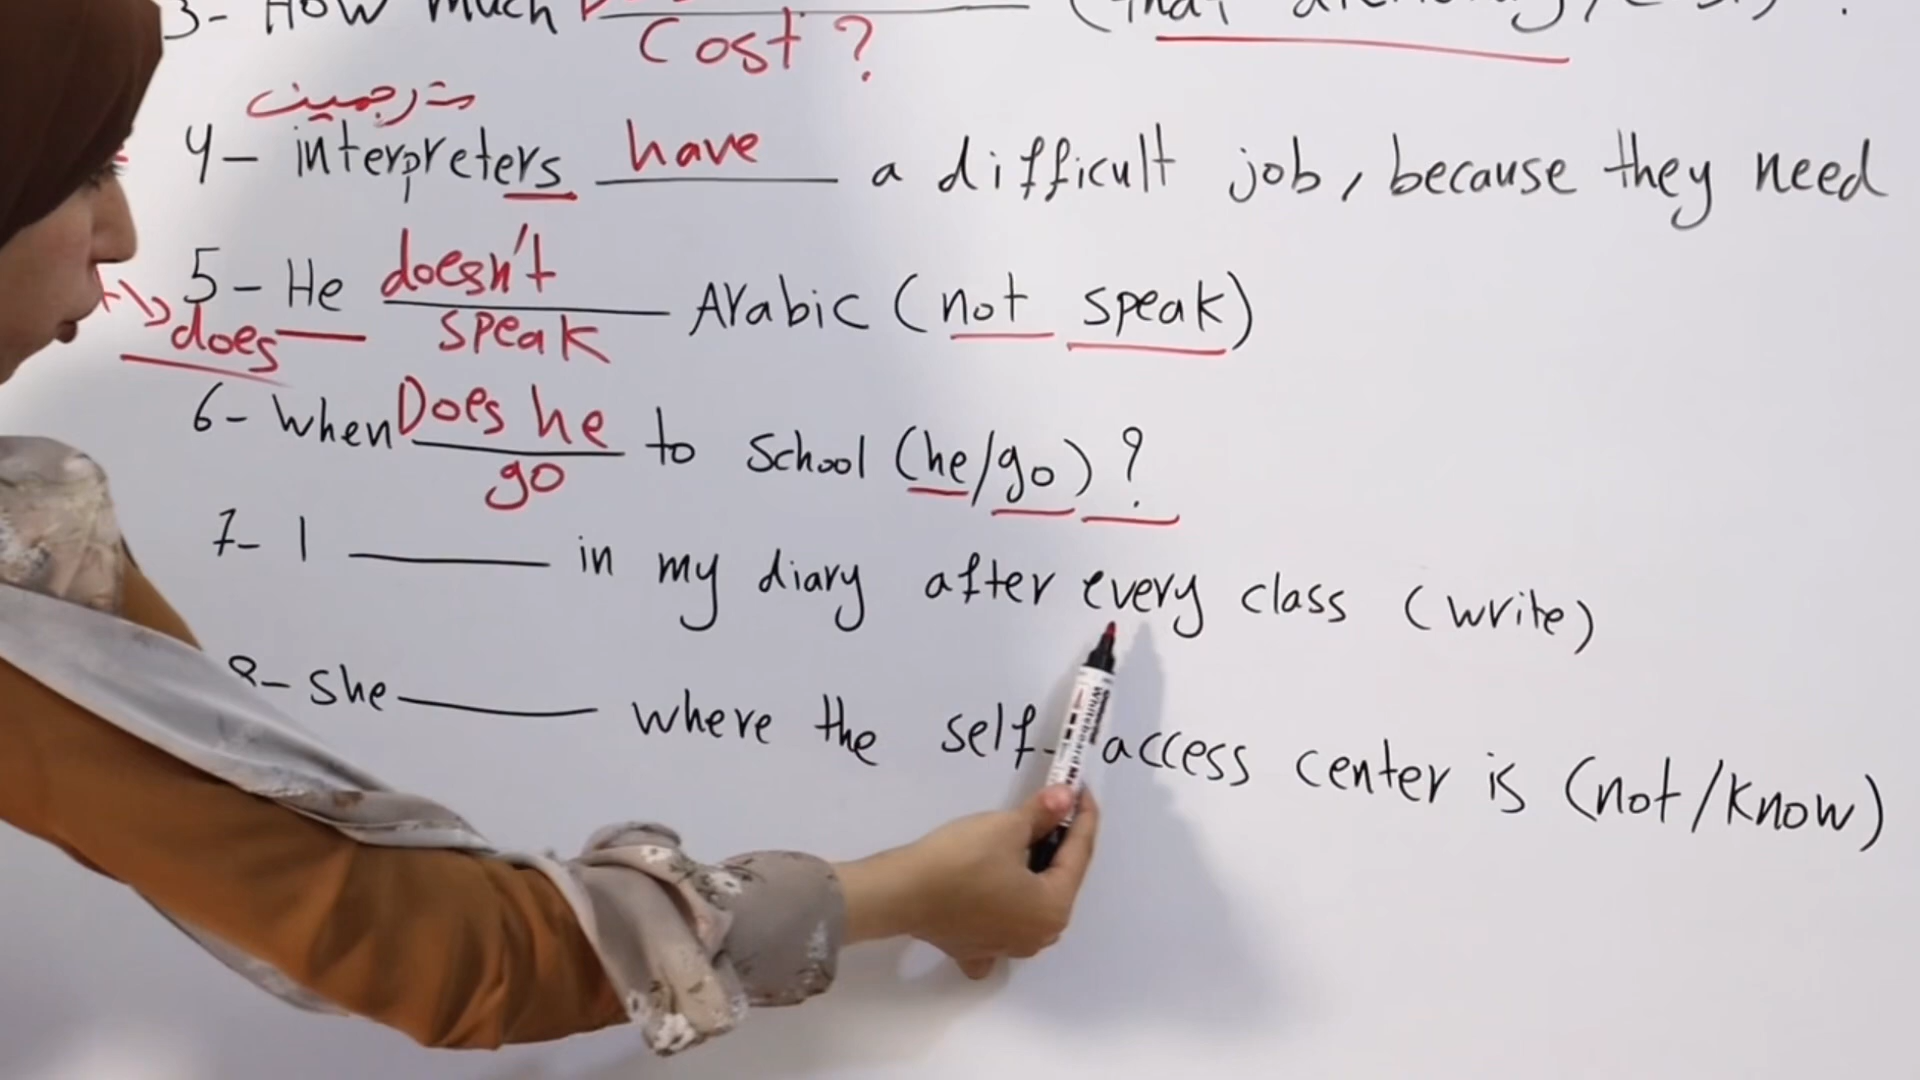 3- How much
Cost ?
مترجمين
4- interpreters have a difficult job, because they need
5- He doesn't speak Arabic (not speak)
does
6- When Does he go to School (he/go) ?
7- I ______ in my diary after every class (write)
8- she ______ where the self-access center is (not/know)